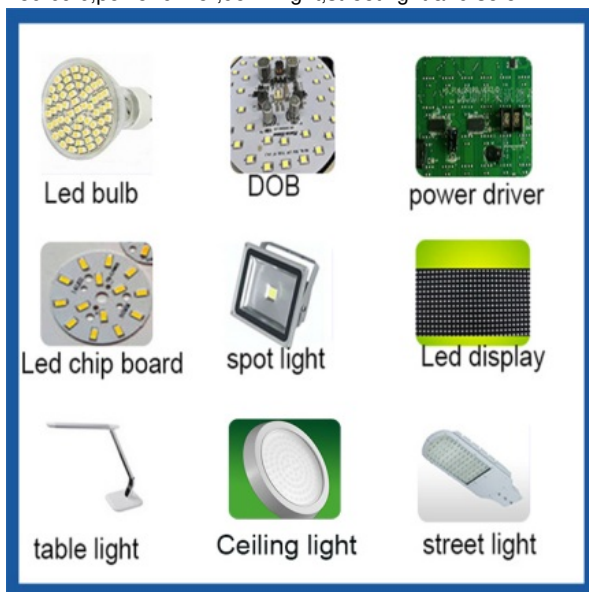 Led bulb
DOB
power driver
Led chip board
spot light
Led display
table light
Ceiling light
street light